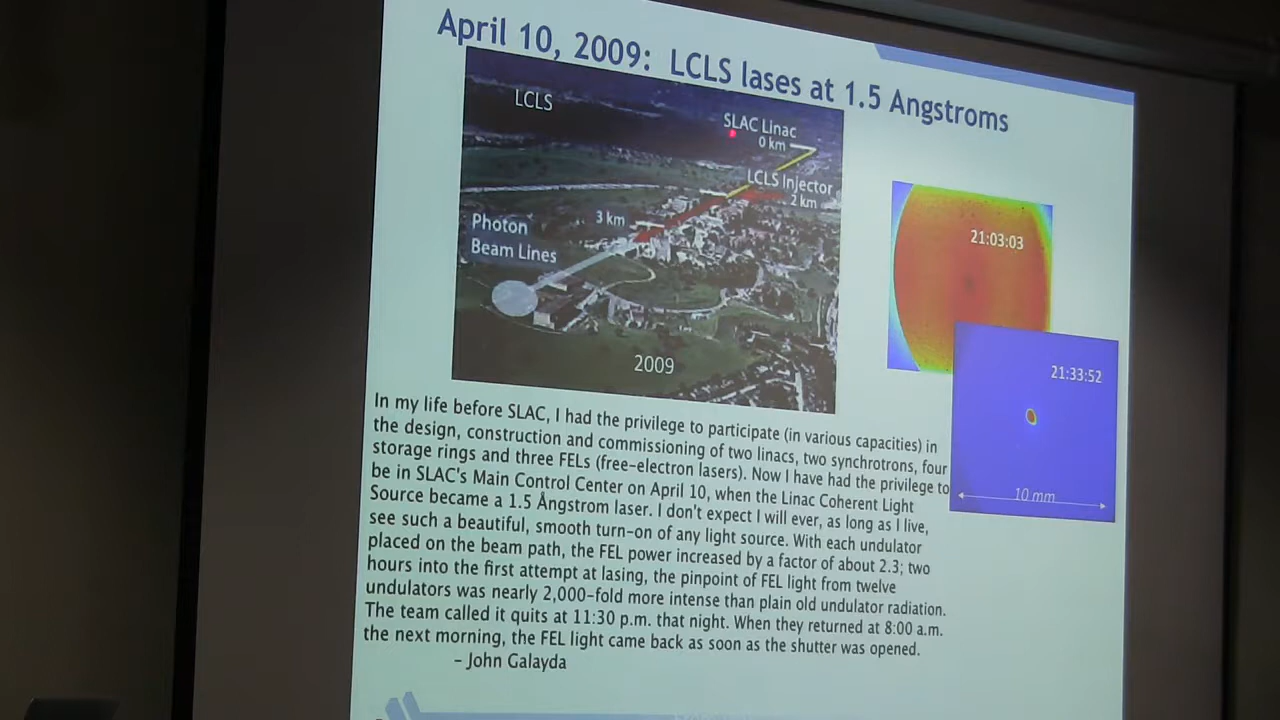 April 10, 2009: LCLS lases at 1.5 Angstroms
LCLS
SLAC Linac
0 km
LCLS Injector
2 km
3 km
Photon
Beam Lines
2009
21:03:03
21:33:52
10 mm
In my life before SLAC, I had the privilege to participate (in various capacities) in
the design, construction and commissioning of two linacs, two synchrotrons, four
storage rings and three FELs (free-electron lasers). Now I have had the privilege to
be in SLAC's Main Control Center on April 10, when the Linac Coherent Light
Source became a 1.5 Ångstrom laser. I don't expect I will ever, as long as I live,
see such a beautiful, smooth turn-on of any light source. With each undulator
placed on the beam path, the FEL power increased by a factor of about 2.3; two
hours into the first attempt at lasing, the pinpoint of FEL light from twelve
undulators was nearly 2,000-fold more intense than plain old undulator radiation.
The team called it quits at 11:30 p.m. that night. When they returned at 8:00 a.m.
the next morning, the FEL light came back as soon as the shutter was opened.
– John Galayda